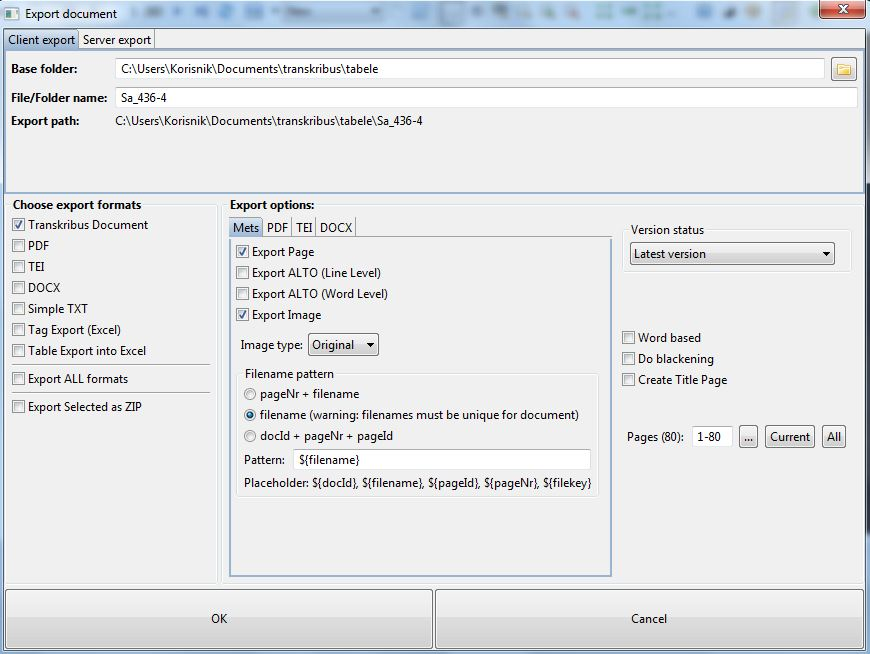 Export document
Client export Server export
Base folder: C:\Users\Korisnik\Documents\transkribus\tabele
File/Folder name: Sa_436-4
Export path: C:\Users\Korisnik\Documents\transkribus\tabele\Sa_436-4
Choose export formats
Transkribus Document
PDF
TEI
DOCX
Simple TXT
Tag Export (Excel)
Table Export into Excel
Export ALL formats
Export Selected as ZIP
Export options:
Mets PDF TEI DOCX
Export Page
Export ALTO (Line Level)
Export ALTO (Word Level)
Export Image
Image type: Original
Filename pattern
pageNr + filename
filename (warning: filenames must be unique for document)
docId + pageNr + pageId
Pattern: ${filename}
Placeholder: ${docId}, ${filename}, ${pageId}, ${pageNr}, ${filekey}
Version status
Latest version
Word based
Do blackening
Create Title Page
Pages (80): 1-80 ... Current All
OK Cancel